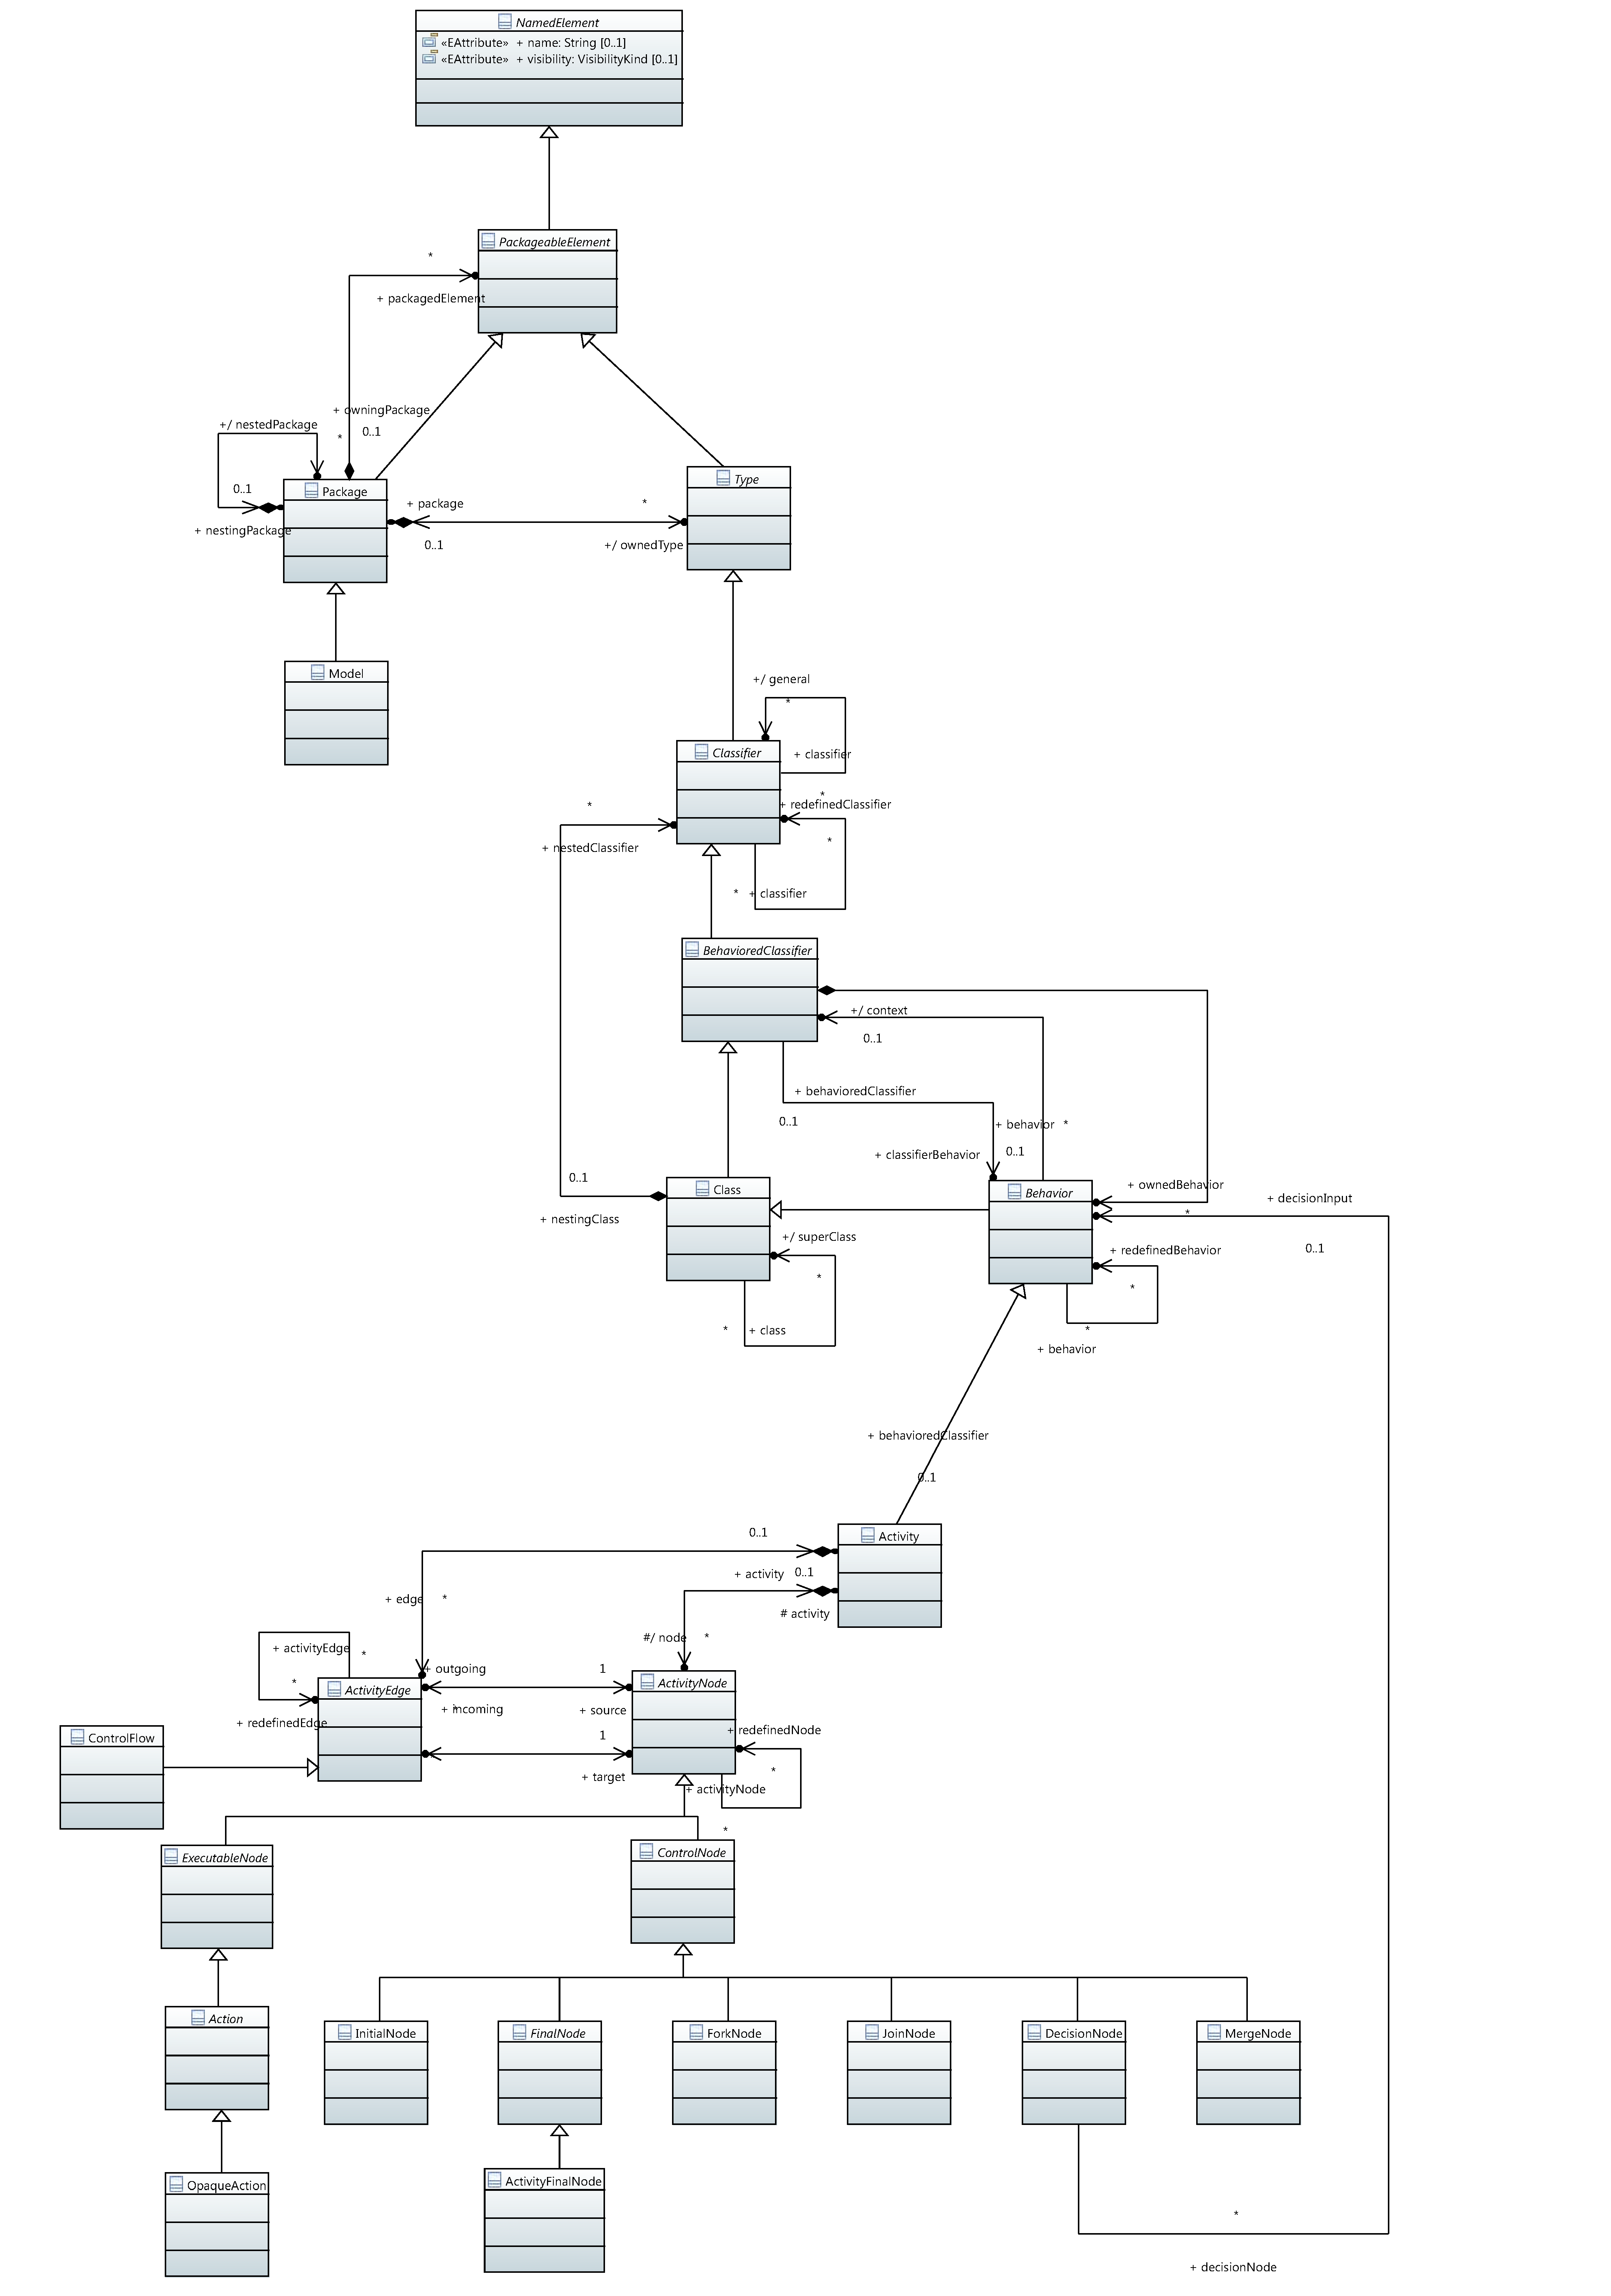 NamedElement
«EAttribute» + name: String [0..1]
«EAttribute» + visibility: VisibilityKind [0..1]
PackageableElement
*
+ packagedElement
+ owningPackage
0..1
+/ nestedPackage
*
0..1
+ nestingPackage
Package
+ package
0..1
*
+/ ownedType
Type
Model
+/ general
*
Classifier
+ classifier
*
+ redefinedClassifier
*
*
+ nestedClassifier
* + classifier
BehavioredClassifier
+/ context
0..1
+ behavioredClassifier
0..1
+ behavior *
0..1
+ classifierBehavior
0..1
+ nestingClass
Class
Behavior
+ ownedBehavior
*
+ decisionInput
0..1
+/ superClass
*
+ redefinedBehavior
*
* + class
*
+ behavior
+ behavioredClassifier
0..1
0..1
Activity
+ activity 0..1
# activity
+ edge *
#/ node *
+ activityEdge *
*
+ redefinedEdge
ActivityEdge
+ outgoing
1
*
+ incoming
+ source
1
+ target
ActivityNode
+ redefinedNode
*
+ activityNode
*
ControlFlow
ExecutableNode
ControlNode
Action
InitialNode
FinalNode
ForkNode
JoinNode
DecisionNode
MergeNode
OpaqueAction
ActivityFinalNode
*
+ decisionNode